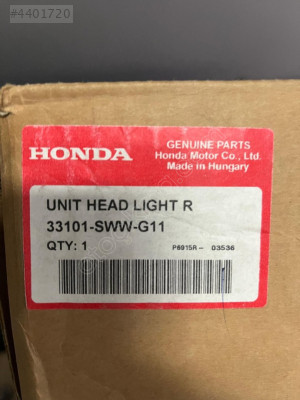 #4401720
HONDA
GENUINE PARTS
Honda Motor Co., Ltd.
Made in Hungary
UNIT HEAD LIGHT R
33101-SWW-G11
QTY: 1
P6915R- 03536